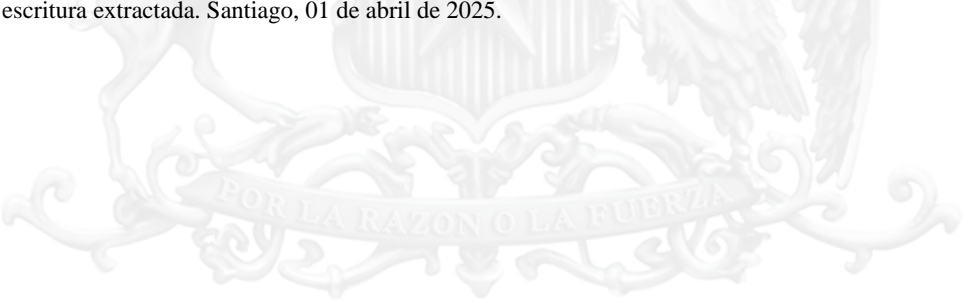 escritura extractada. Santiago, 01 de abril de 2025.
POR LA RAZON O LA FUERZA